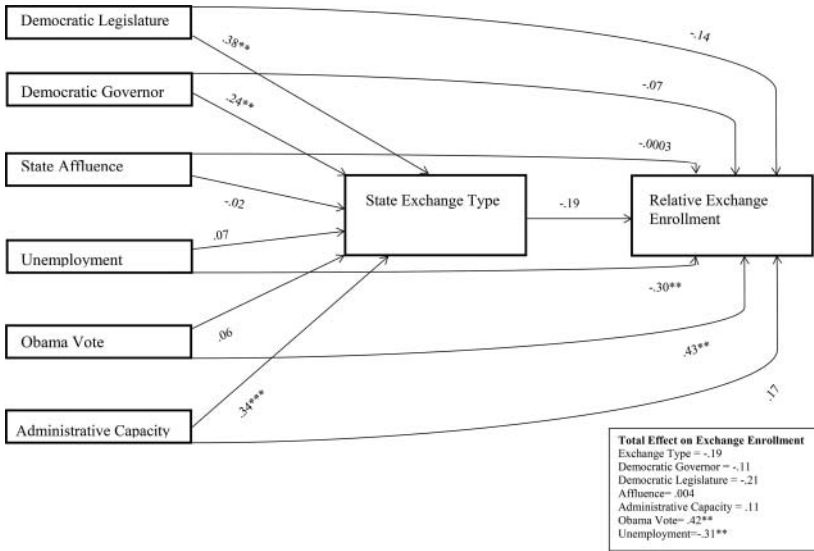 Democratic Legislature
-.14
.38**
Democratic Governor
-.07
.24**
State Affluence
-.0003
State Exchange Type
Relative Exchange
Enrollment
-.02
-.19
.07
Unemployment
-.30**
Obama Vote
.06
.43**
.34***
.17
Administrative Capacity
Total Effect on Exchange Enrollment
Exchange Type = -.19
Democratic Governor = -.11
Democratic Legislature = -.21
Affluence= .004
Administrative Capacity = .11
Obama Vote= .42**
Unemployment=-.31**